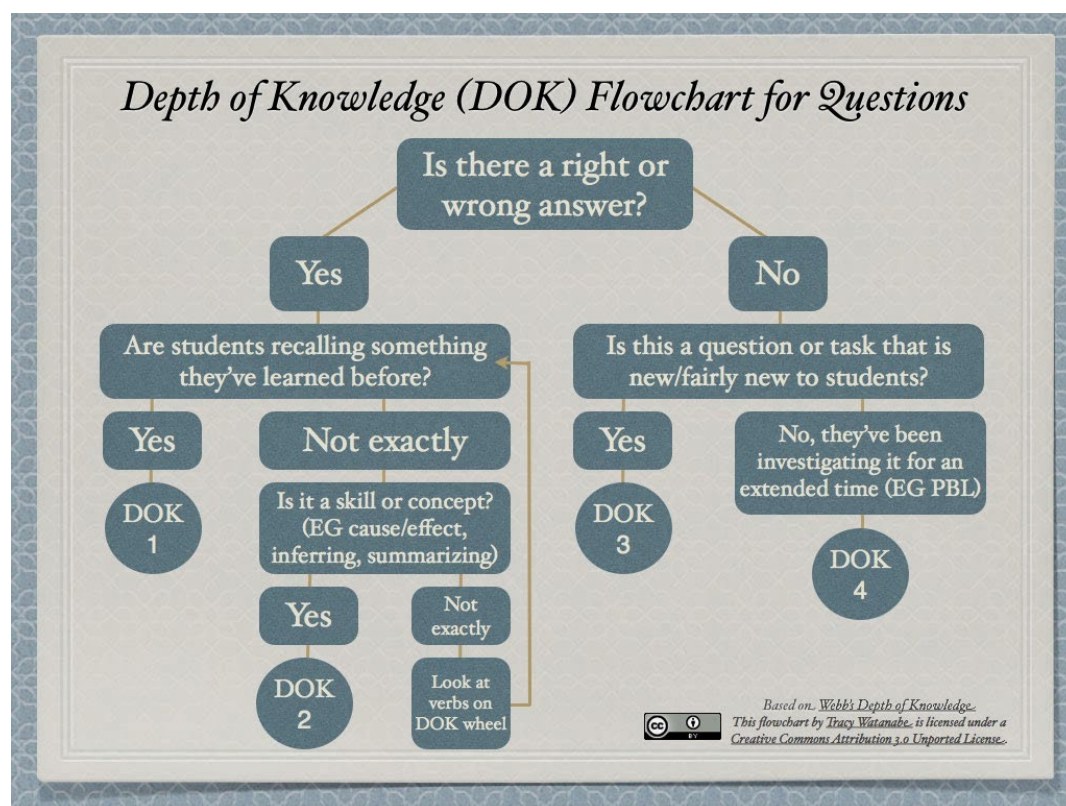 Depth of Knowledge (DOK) Flowchart for Questions
Is there a right or
wrong answer?
Yes
No
Are students recalling something
they've learned before?
Is this a question or task that is
new/fairly new to students?
Yes
Not exactly
Yes
No, they've been
investigating it for an
extended time (EG PBL)
DOK
1
Is it a skill or concept?
(EG cause/effect,
inferring, summarizing)
DOK
3
DOK
4
Yes
Not
exactly
DOK
2
Look at
verbs on
DOK wheel
cc
BY
Based on Webb's Depth of Knowledge
This flowchart by Tracy Watanabe is licensed under a
Creative Commons Attribution 3.0 Unported License.